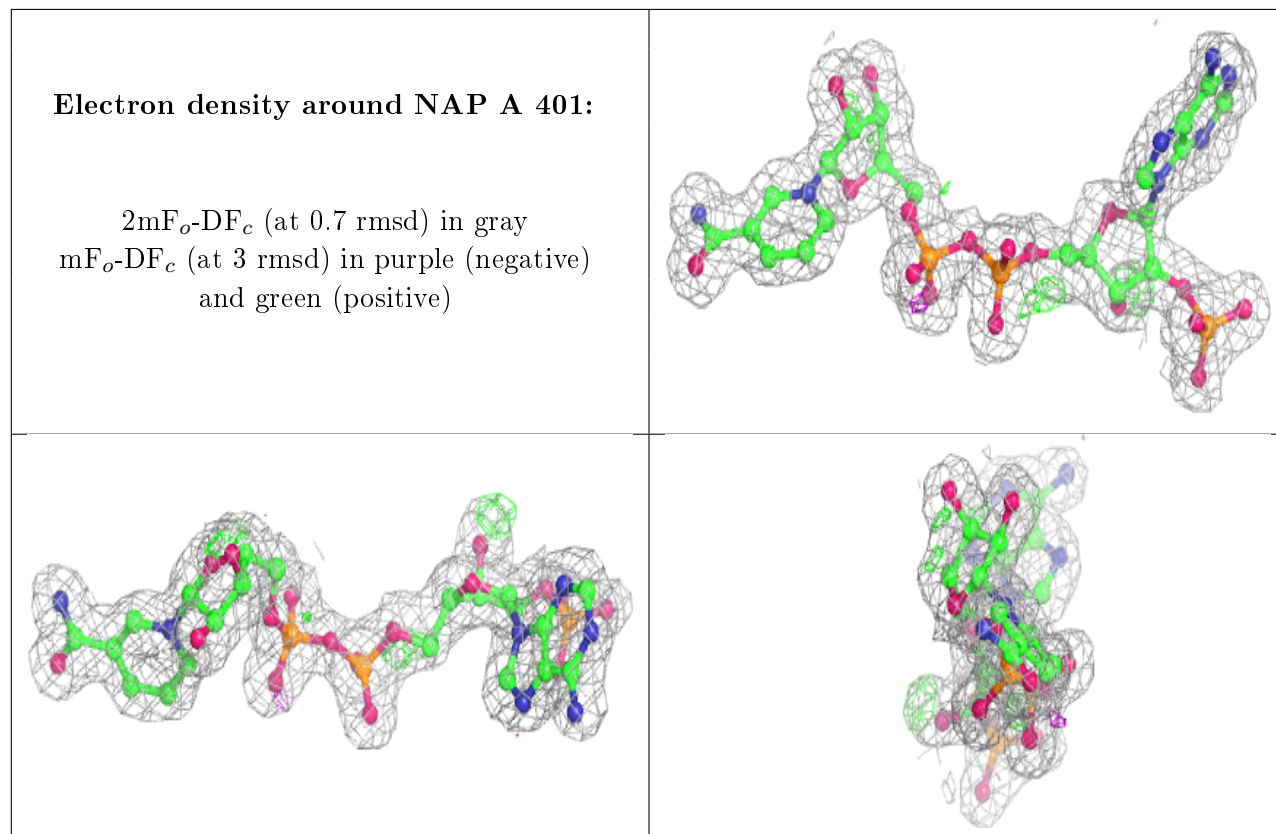 Electron density around NAP A 401:
2mFₒ-DF𝒸 (at 0.7 rmsd) in gray
mFₒ-DF𝒸 (at 3 rmsd) in purple (negative)
and green (positive)